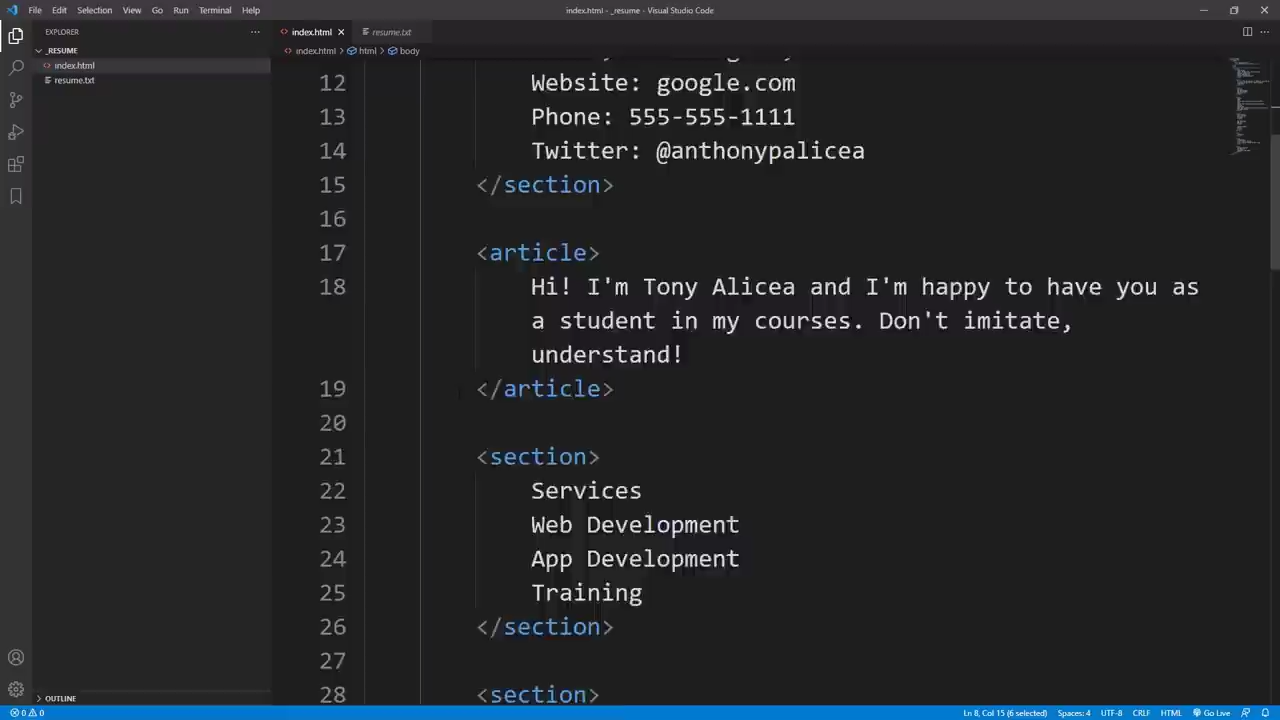 File Edit Selection View Go Run Terminal Help
index.html - _resume - Visual Studio Code
EXPLORER
_RESUME
index.html
resume.txt
OUTLINE
index.html resume.txt
index.html html body
12 Website: google.com
13 Phone: 555-555-1111
14 Twitter: @anthonypalicea
15 </section>
16
17 <article>
18 Hi! I'm Tony Alicea and I'm happy to have you as
a student in my courses. Don't imitate,
understand!
19 </article>
20
21 <section>
22 Services
23 Web Development
24 App Development
25 Training
26 </section>
27
28 <section>
0 0 Ln 8, Col 15 (6 selected) Spaces: 4 UTF-8 CRLF HTML Go Live